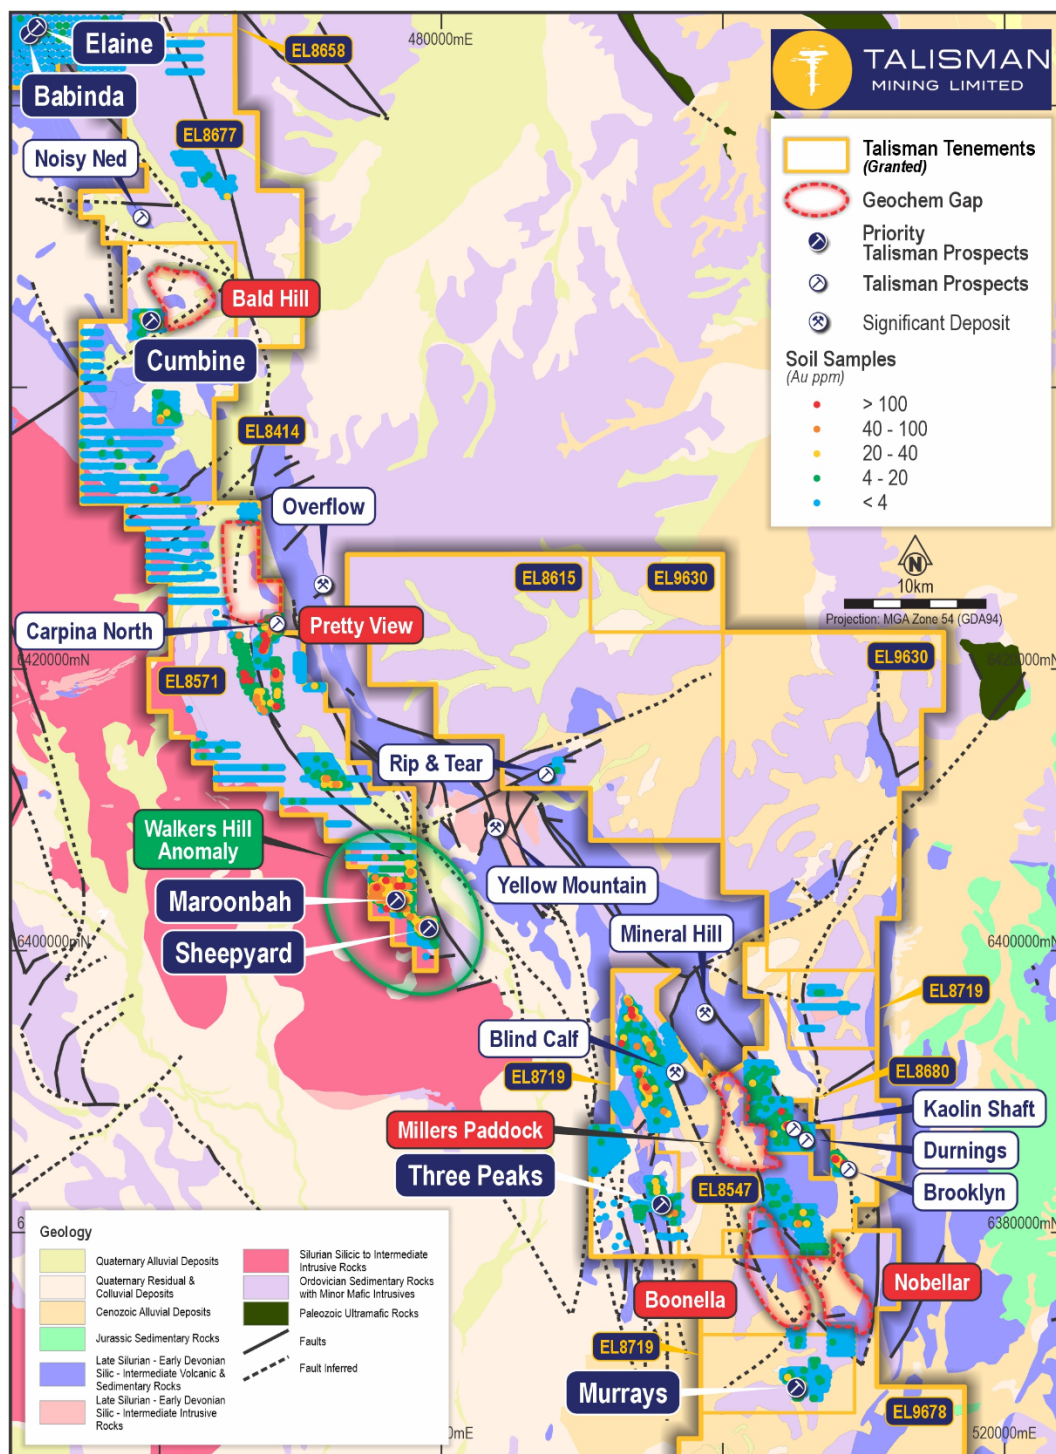 Elaine
EL8658
480000mE
TALISMAN
MINING LIMITED
Babinda
EL8677
Noisy Ned
Talisman Tenements
(Granted)
Geochem Gap
Priority
Talisman Prospects
Talisman Prospects
Significant Deposit
Soil Samples
(Au ppm)
> 100
40 - 100
20 - 40
4 - 20
< 4
Bald Hill
Cumbine
EL8414
Overflow
N
10km
Projection: MGA Zone 54 (GDA94)
EL8615
EL9630
Carpina North
Pretty View
6420000mN
EL8571
EL9630
6420000mN
Rip & Tear
Walkers Hill
Anomaly
Yellow Mountain
Maroonbah
Sheepyard
Mineral Hill
6400000mN
6400000mN
EL8719
Blind Calf
EL8719
EL8680
Kaolin Shaft
Millers Paddock
Durnings
Three Peaks
EL8547
Brooklyn
6380000mN
Nobellar
Boonella
EL8719
Murrays
EL9678
520000mE
Geology
Quaternary Alluvial Deposits
Quaternary Residual &
Colluvial Deposits
Cenozoic Alluvial Deposits
Jurassic Sedimentary Rocks
Late Silurian - Early Devonian
Silic - Intermediate Volcanic &
Sedimentary Rocks
Late Silurian - Early Devonian
Silic - Intermediate Intrusive
Rocks
Silurian Silicic to Intermediate
Intrusive Rocks
Ordovician Sedimentary Rocks
with Minor Mafic Intrusives
Paleozoic Ultramafic Rocks
Faults
Fault Inferred